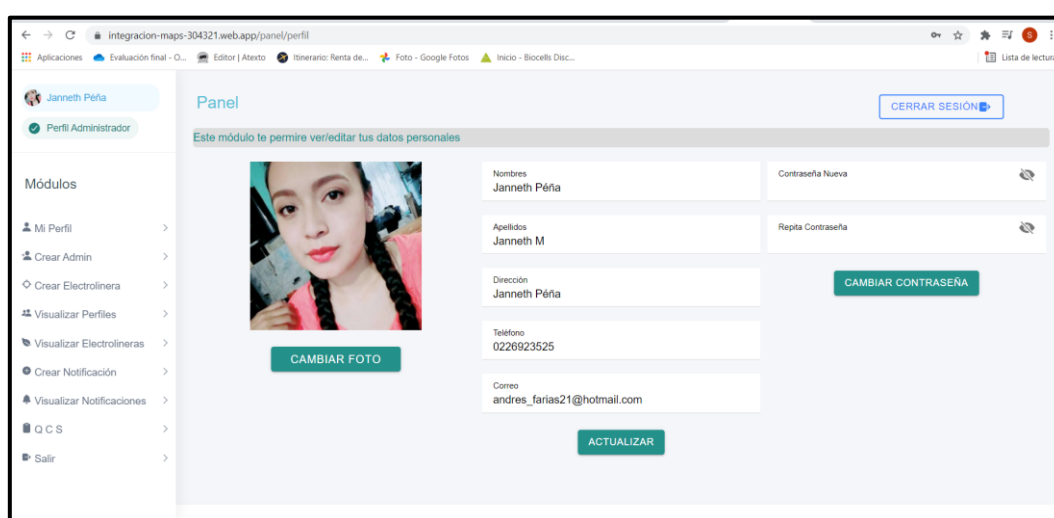 integracion-maps-304321.web.app/panel/perfil
S
Aplicaciones Evaluación final - O... Editor | Atexto Itinerario: Renta de... Foto - Google Fotos Inicio - Biocells Disc... Lista de lectura
Janneth Péña
Perfil Administrador
Panel
CERRAR SESIÓN
Este módulo te permire ver/editar tus datos personales
Módulos
Mi Perfil
Crear Admin
Crear Electrolinera
Visualizar Perfiles
Visualizar Electrolineras
Crear Notificación
Visualizar Notificaciones
Q C S
Salir
CAMBIAR FOTO
Nombres
Janneth Péña
Apellidos
Janneth M
Dirección
Janneth Péña
Teléfono
0226923525
Correo
andres_farias21@hotmail.com
ACTUALIZAR
Contraseña Nueva
Repita Contraseña
CAMBIAR CONTRASEÑA